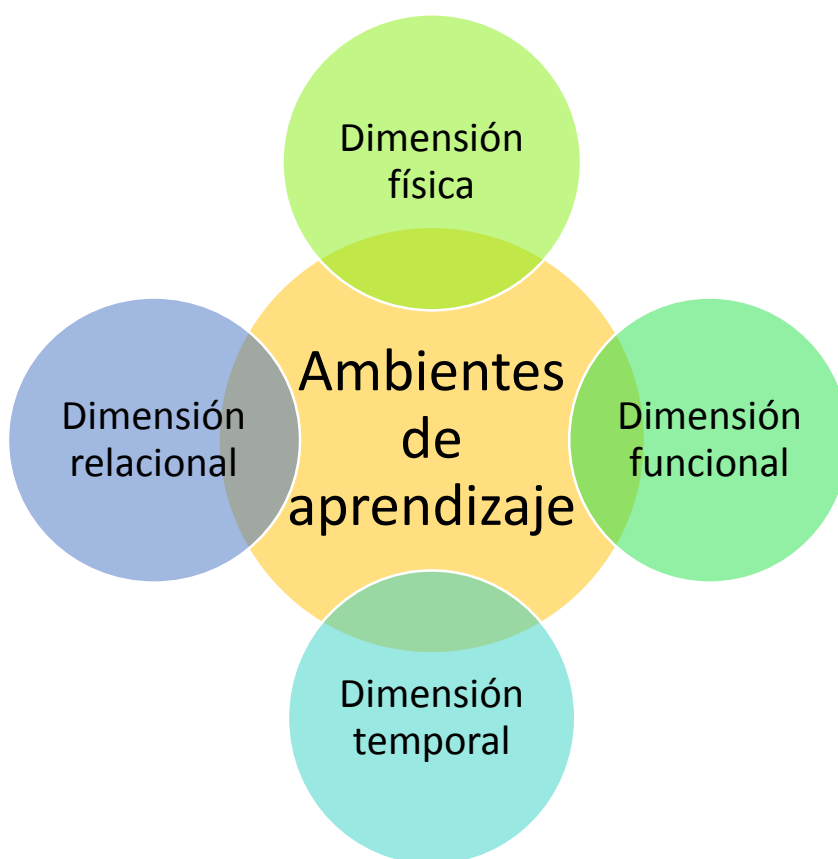 Dimensión
física
Ambientes
de
aprendizaje
Dimensión
relacional
Dimensión
funcional
Dimensión
temporal